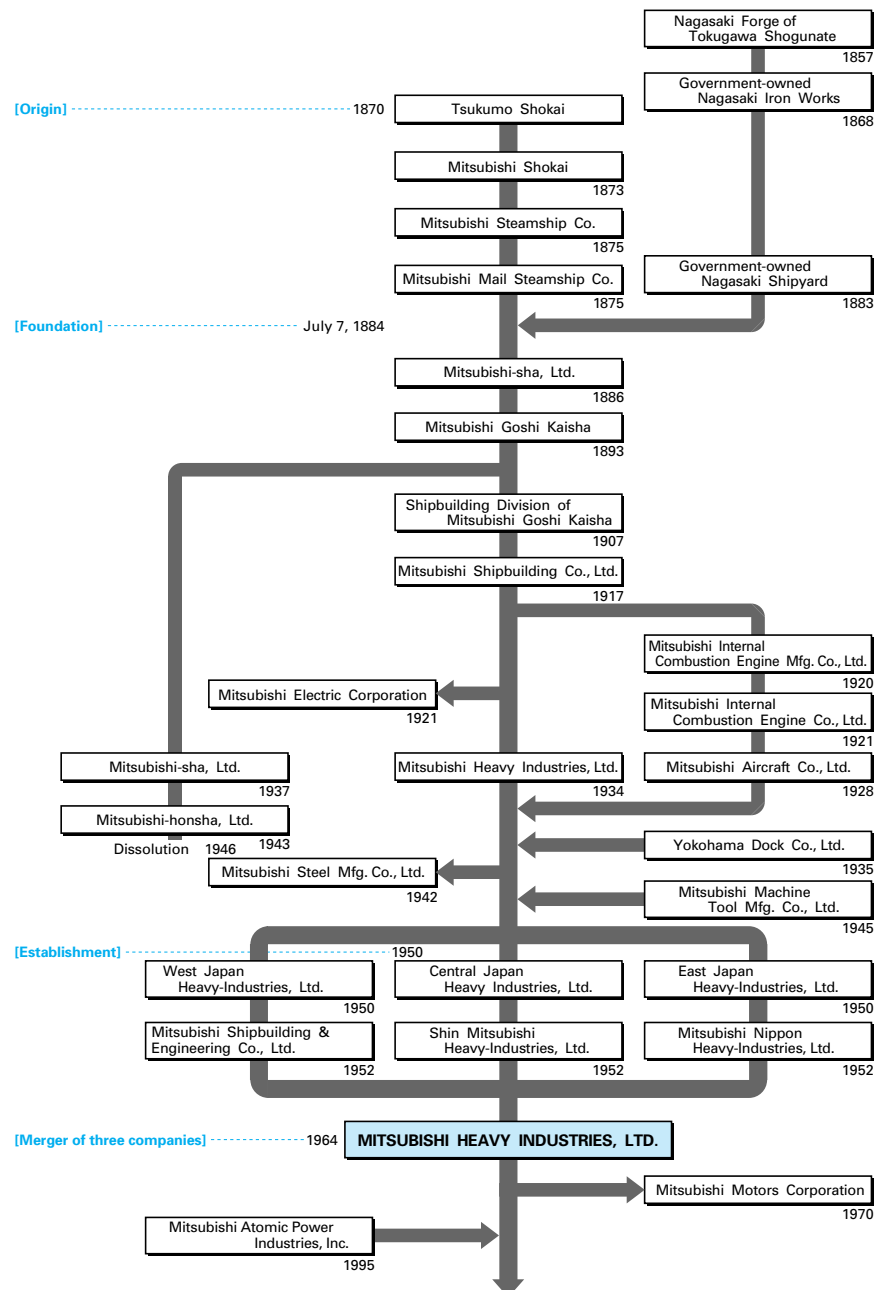 Nagasaki Forge of
Tokugawa Shogunate
1857
[Origin]
1870
Tsukumo Shokai
Government-owned
Nagasaki Iron Works
1868
Mitsubishi Shokai
1873
Mitsubishi Steamship Co.
1875
Mitsubishi Mail Steamship Co.
1875
Government-owned
Nagasaki Shipyard
1883
[Foundation]
July 7, 1884
Mitsubishi-sha, Ltd.
1886
Mitsubishi Goshi Kaisha
1893
Shipbuilding Division of
Mitsubishi Goshi Kaisha
1907
Mitsubishi Shipbuilding Co., Ltd.
1917
Mitsubishi Internal
Combustion Engine Mfg. Co., Ltd.
1920
Mitsubishi Electric Corporation
1921
Mitsubishi Internal
Combustion Engine Co., Ltd.
1921
Mitsubishi-sha, Ltd.
1937
Mitsubishi Heavy Industries, Ltd.
1934
Mitsubishi Aircraft Co., Ltd.
1928
Mitsubishi-honsha, Ltd.
1943
Dissolution 1946
Yokohama Dock Co., Ltd.
1935
Mitsubishi Steel Mfg. Co., Ltd.
1942
Mitsubishi Machine
Tool Mfg. Co., Ltd.
1945
[Establishment]
1950
West Japan
Heavy-Industries, Ltd.
1950
Central Japan
Heavy Industries, Ltd.
East Japan
Heavy-Industries, Ltd.
1950
Mitsubishi Shipbuilding &
Engineering Co., Ltd.
1952
Shin Mitsubishi
Heavy-Industries, Ltd.
1952
Mitsubishi Nippon
Heavy-Industries, Ltd.
1952
[Merger of three companies]
1964
MITSUBISHI HEAVY INDUSTRIES, LTD.
Mitsubishi Motors Corporation
1970
Mitsubishi Atomic Power
Industries, Inc.
1995